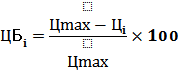 ЦБi = (Цmax − Цi) / Цmax × 100